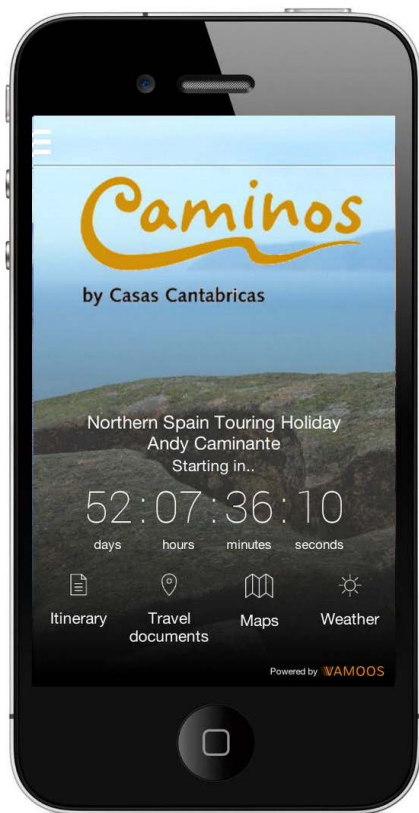 Caminos
by Casas Cantabricas
Northern Spain Touring Holiday
Andy Caminante
Starting in..
52:07:36:10
days hours minutes seconds
Itinerary Travel documents Maps Weather
Powered by VAMOOS